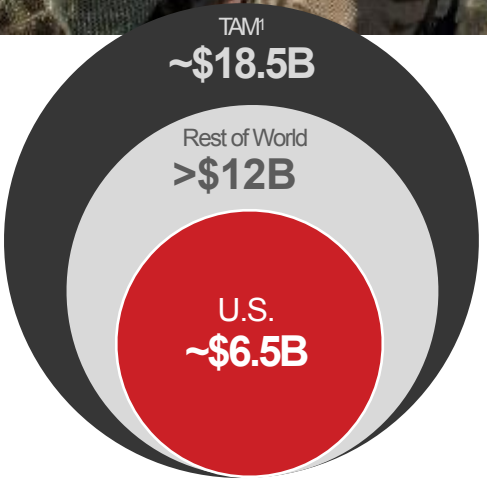 TAM¹
~$18.5B
Rest of World
>$12B
U.S.
~$6.5B